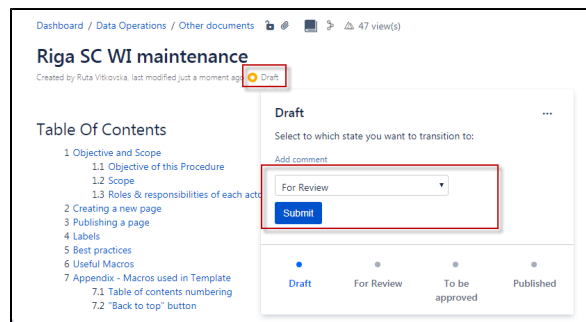 Dashboard / Data Operations / Other documents 47 view(s)
Riga SC WI maintenance
Created by Ruta Vitkovska, last modified just a moment ago Draft
Table Of Contents
1 Objective and Scope
1.1 Objective of this Procedure
1.2 Scope
1.3 Roles & responsibilities of each acto
2 Creating a new page
3 Publishing a page
4 Labels
5 Best practices
6 Useful Macros
7 Appendix - Macros used in Template
7.1 Table of contents numbering
7.2 "Back to top" button
Draft
Select to which state you want to transition to:
Add comment
For Review
Submit
Draft For Review To be Published
approved